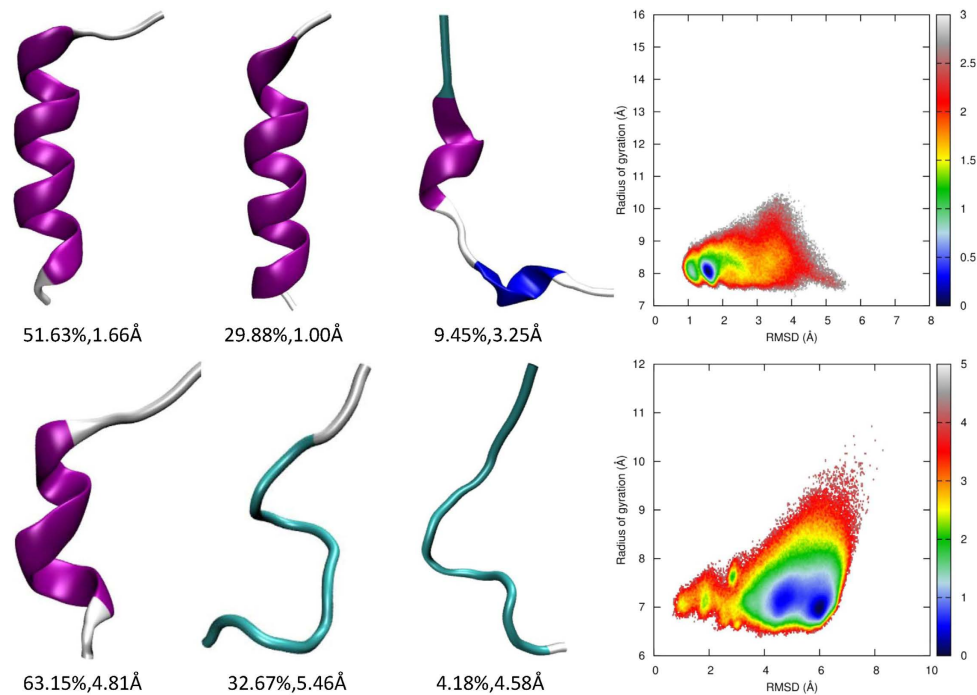 51.63%,1.66Å
29.88%,1.00Å
9.45%,3.25Å
Radius of gyration (Å)
16
15
14
13
12
11
10
9
8
7
0 1 2 3 4 5 6 7 8
RMSD (Å)
3
2.5
2
1.5
1
0.5
0
63.15%,4.81Å
32.67%,5.46Å
4.18%,4.58Å
Radius of gyration (Å)
12
11
10
9
8
7
6
0 2 4 6 8 10
RMSD (Å)
5
4
3
2
1
0